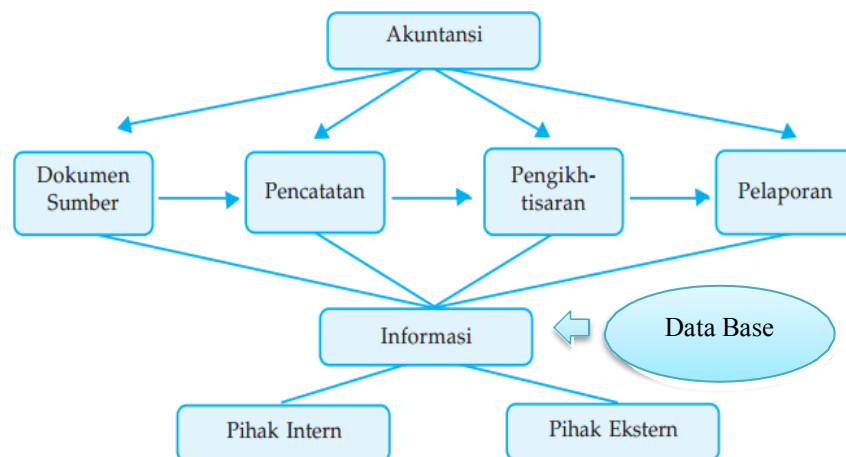 Akuntansi
Dokumen
Sumber
Pencatatan
Pengikh-
tisaran
Pelaporan
Informasi
Data Base
Pihak Intern
Pihak Ekstern